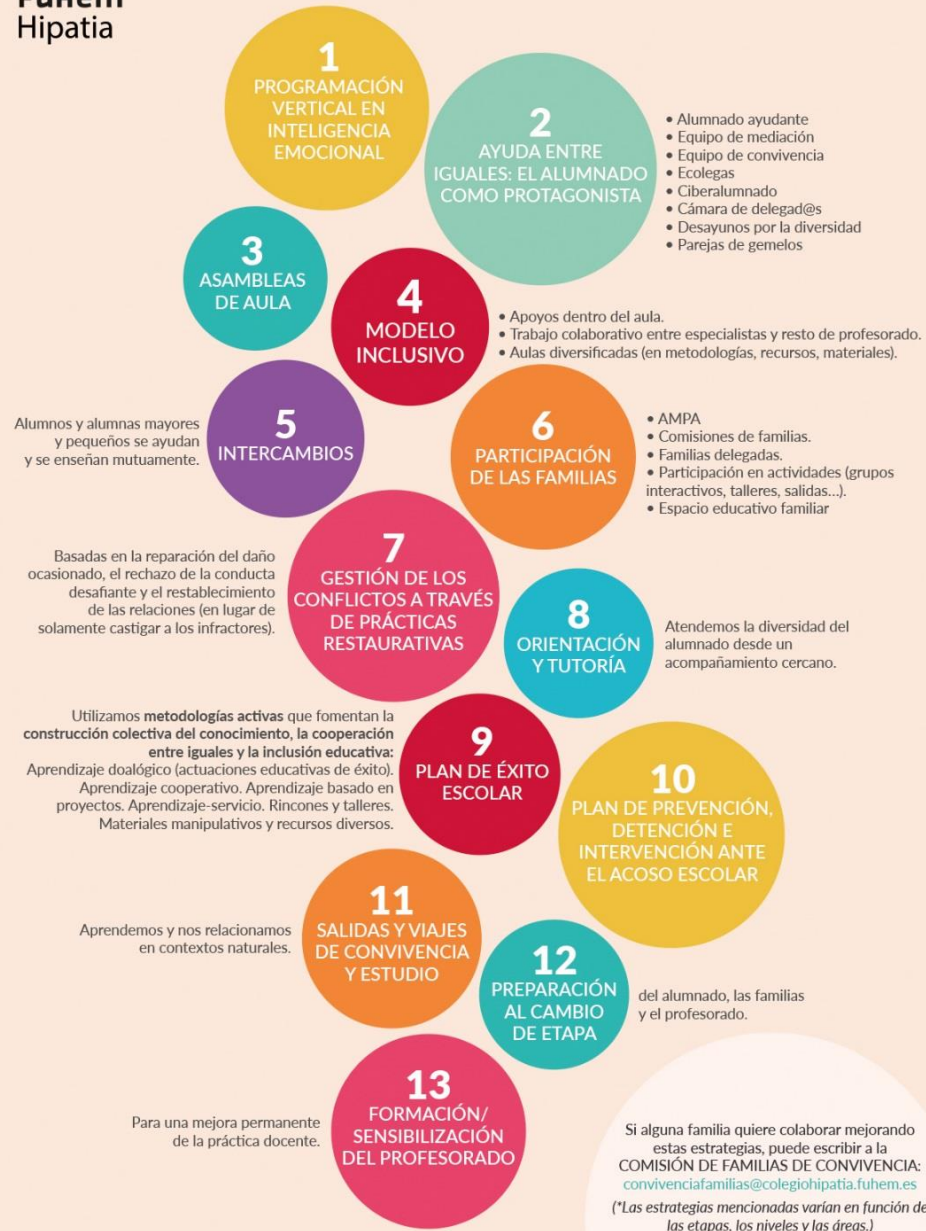 Fuhem
Hipatia
1
PROGRAMACIÓN
VERTICAL EN
INTELIGENCIA
EMOCIONAL
2
AYUDA ENTRE
IGUALES: EL ALUMNADO
COMO PROTAGONISTA
• Alumnado ayudante
• Equipo de mediación
• Equipo de convivencia
• Ecolegas
• Ciberalumnado
• Cámara de delegad@s
• Desayunos por la diversidad
• Parejas de gemelos
3
ASAMBLEAS
DE AULA
4
MODELO
INCLUSIVO
• Apoyos dentro del aula.
• Trabajo colaborativo entre especialistas y resto de profesorado.
• Aulas diversificadas (en metodologías, recursos, materiales).
Alumnos y alumnas mayores
y pequeños se ayudan
y se enseñan mutuamente.
5
INTERCAMBIOS
6
PARTICIPACIÓN
DE LAS FAMILIAS
• AMPA
• Comisiones de familias.
• Familias delegadas.
• Participación en actividades (grupos
interactivos, talleres, salidas...).
• Espacio educativo familiar
Basadas en la reparación del daño
ocasionado, el rechazo de la conducta
desafiante y el restablecimiento
de las relaciones (en lugar de
solamente castigar a los infractores).
7
GESTIÓN DE LOS
CONFLICTOS A TRAVÉS
DE PRÁCTICAS
RESTAURATIVAS
8
ORIENTACIÓN
Y TUTORÍA
Atendemos la diversidad del
alumnado desde un
acompañamiento cercano.
Utilizamos metodologías activas que fomentan la
construcción colectiva del conocimiento, la cooperación
entre iguales y la inclusión educativa:
Aprendizaje doalógico (actuaciones educativas de éxito).
Aprendizaje cooperativo. Aprendizaje basado en
proyectos. Aprendizaje-servicio. Rincones y talleres.
Materiales manipulativos y recursos diversos.
9
PLAN DE ÉXITO
ESCOLAR
10
PLAN DE PREVENCIÓN,
DETENCIÓN E
INTERVENCIÓN ANTE
EL ACOSO ESCOLAR
Aprendemos y nos relacionamos
en contextos naturales.
11
SALIDAS Y VIAJES
DE CONVIVENCIA
Y ESTUDIO
12
PREPARACIÓN
AL CAMBIO
DE ETAPA
del alumnado, las familias
y el profesorado.
Para una mejora permanente
de la práctica docente.
13
FORMACIÓN/
SENSIBILIZACIÓN
DEL PROFESORADO
Si alguna familia quiere colaborar mejorando
estas estrategias, puede escribir a la
COMISIÓN DE FAMILIAS DE CONVIVENCIA:
convivenciafamilias@colegiohipatia.fuhem.es
(*Las estrategias mencionadas varían en función de
las etapas, los niveles y las áreas.)